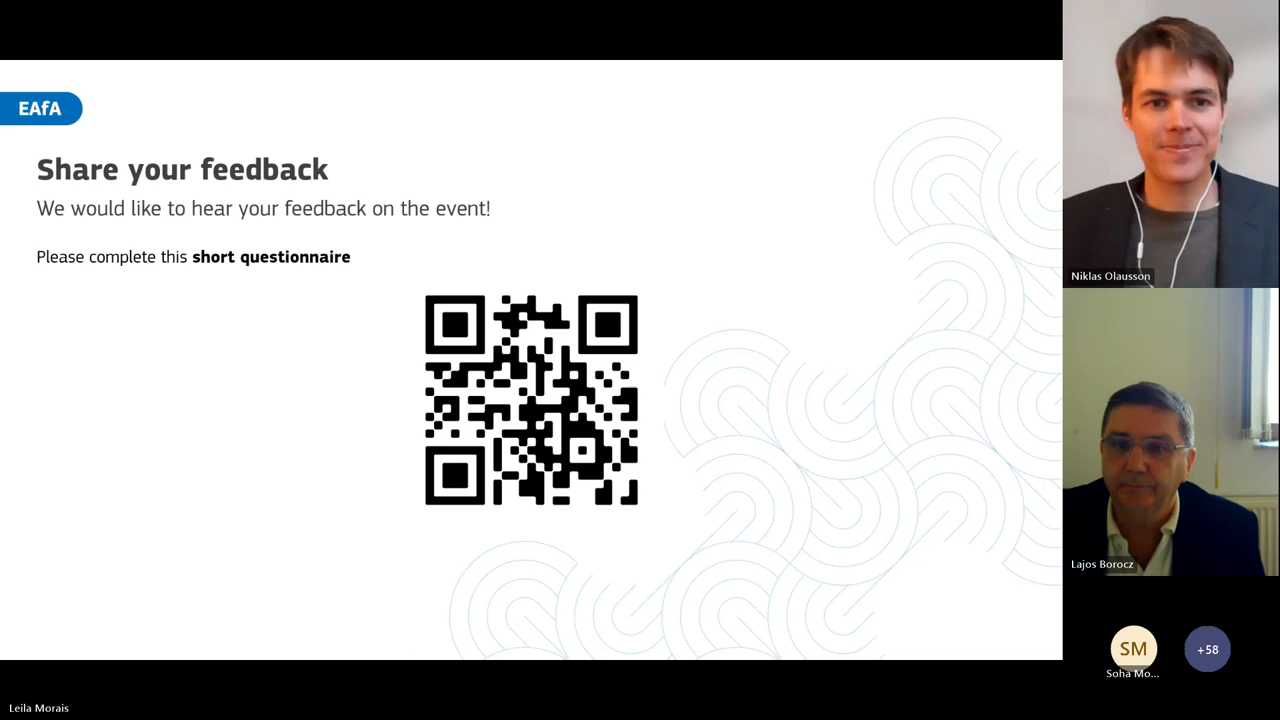 EAfA
Share your feedback
We would like to hear your feedback on the event!
Please complete this short questionnaire
Niklas Olausson
Lajos Borocz
SM
+58
Soha Mo...
Leila Morais